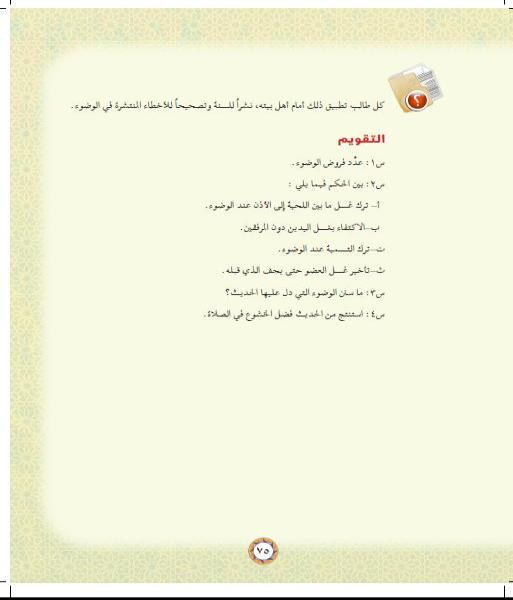 كل طالب تطبيق ذلك أمام أهل بيته، نشراً للسنة وتصحيحاً للأخطاء المنتشرة في الوضوء.
؟
التقويم
س١: عدِّد فروض الوضوء.
س٢: بين الحكم فيما يلي :
أ- ترك غسل ما بين اللحية إلى الأذن عند الوضوء.
ب-الاكتفاء بغسل اليدين دون المرفقين.
ت-ترك التسمية عند الوضوء.
ث-تأخير غسل العضو حتى يجف الذي قبله.
س٣: ما سنن الوضوء التي دل عليها الحديث؟
س٤: استنتج من الحديث فضل الخشوع في الصلاة.
٧٥